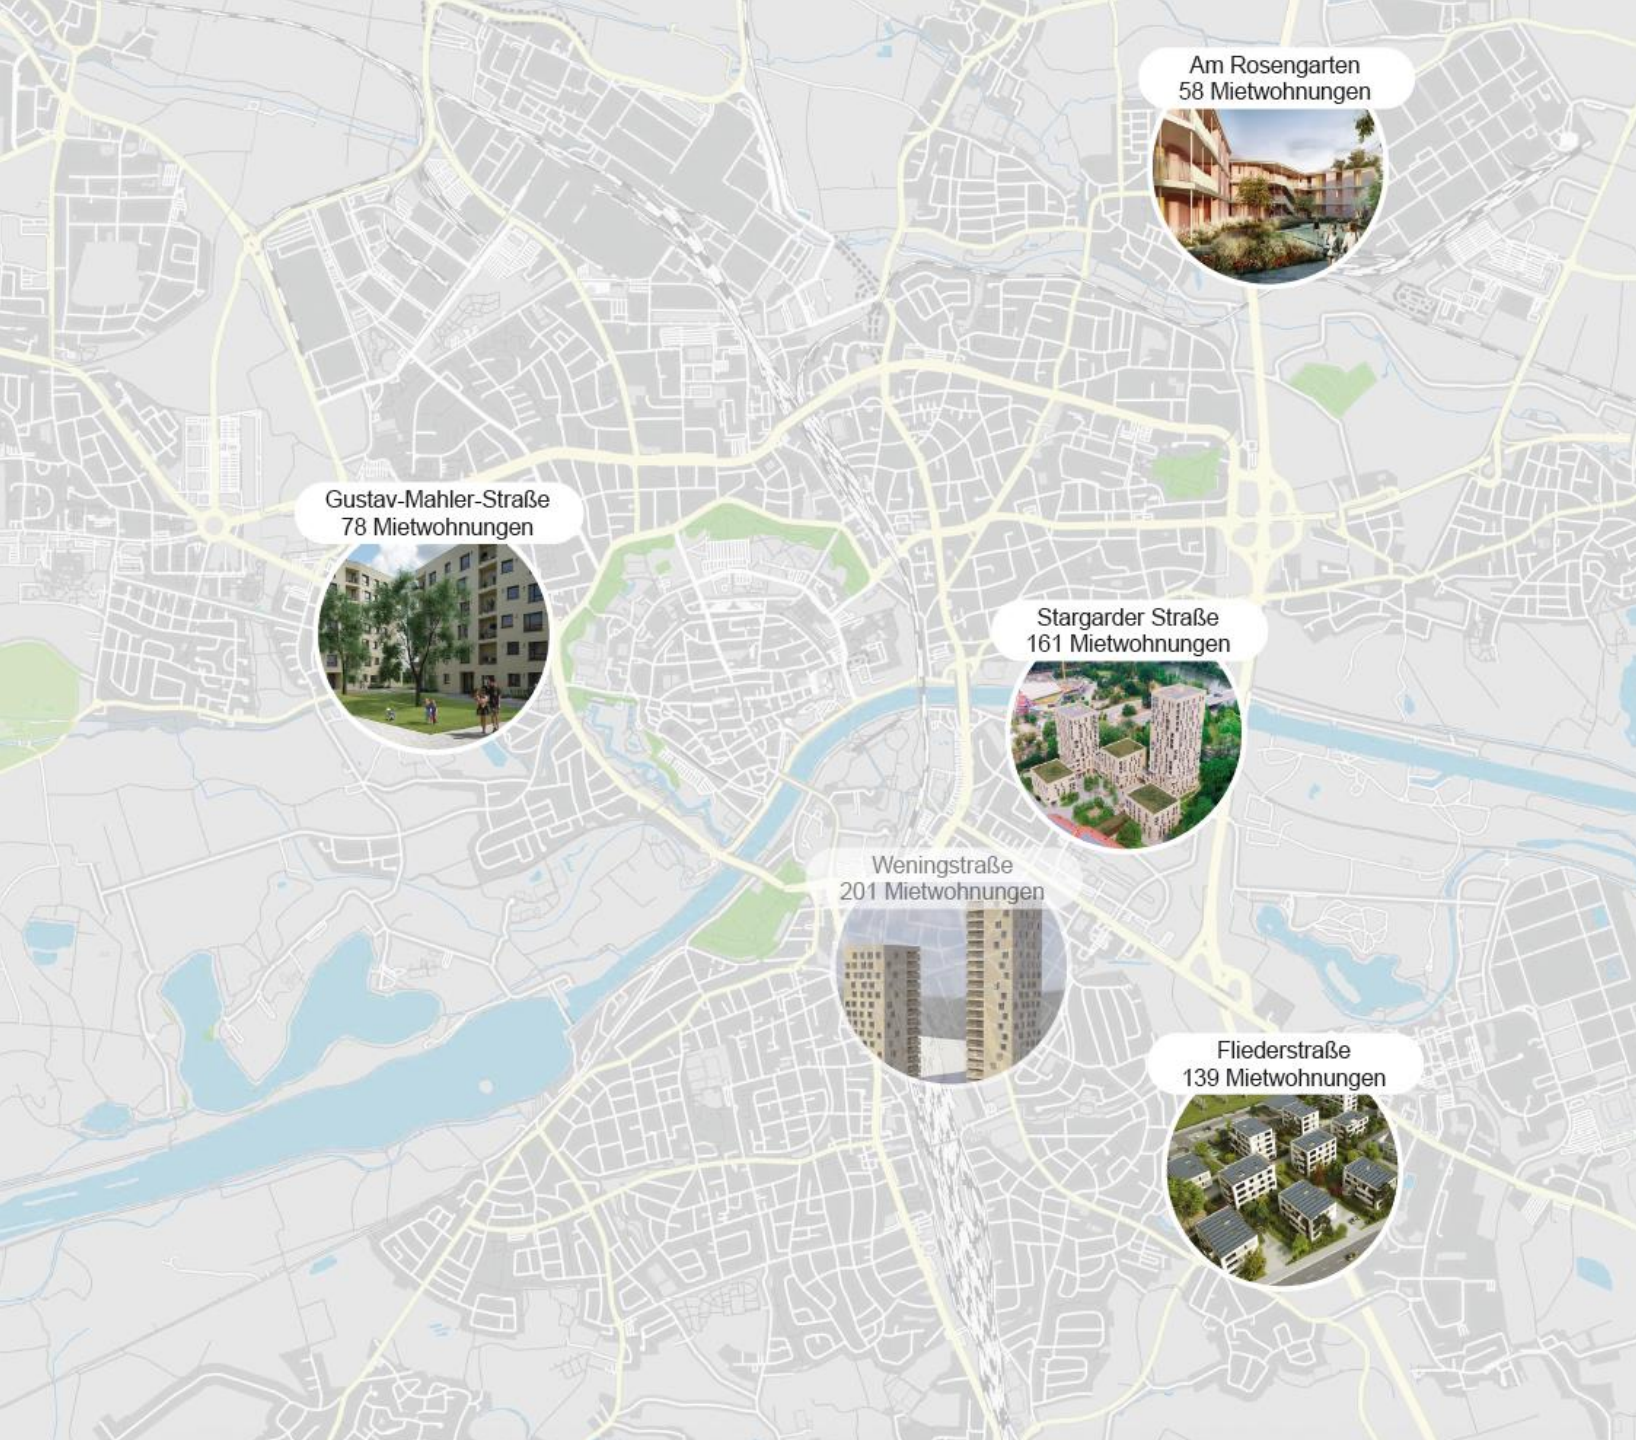 Am Rosengarten
58 Mietwohnungen
Gustav-Mahler-Straße
78 Mietwohnungen
Stargarder Straße
161 Mietwohnungen
Weningstraße
201 Mietwohnungen
Fliederstraße
139 Mietwohnungen